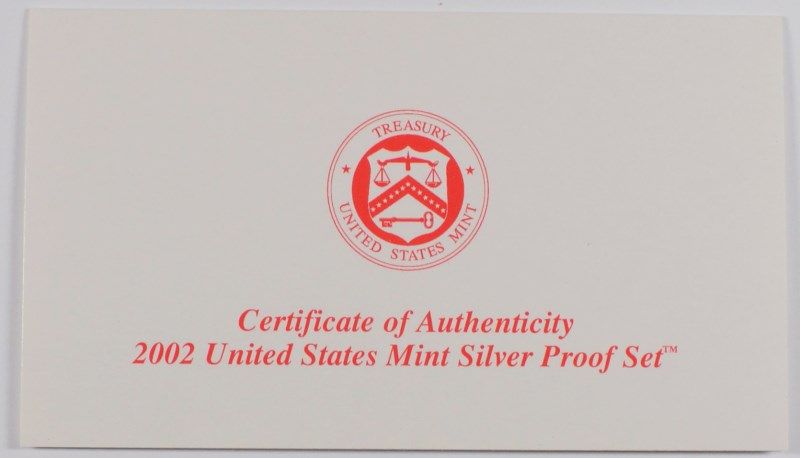 TREASURY
UNITED STATES MINT
Certificate of Authenticity
2002 United States Mint Silver Proof Set™